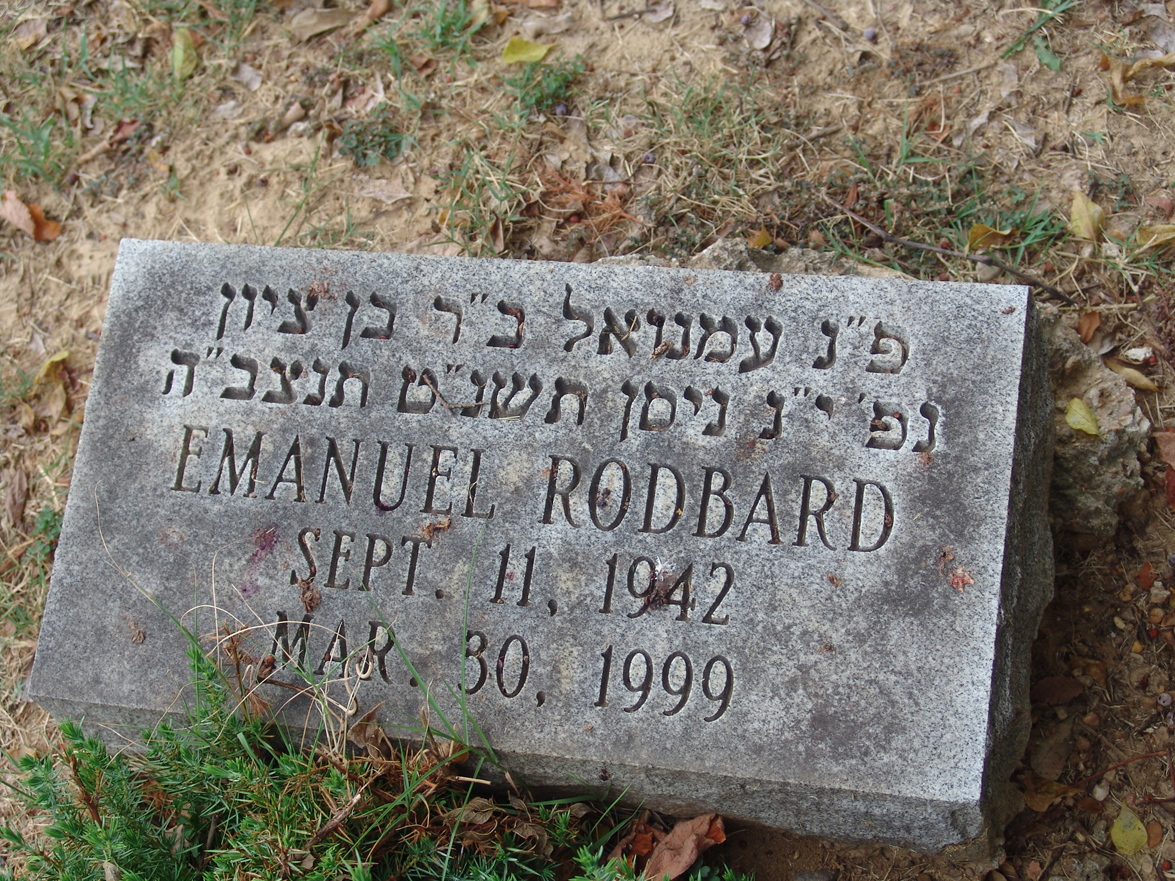 פ"נ עמנואל ב"ר בן ציון
נפ' י"ג ניסן תשנ"ט תנצב"ה
EMANUEL RODBARD
SEPT. 11, 1942
MAR. 30, 1999